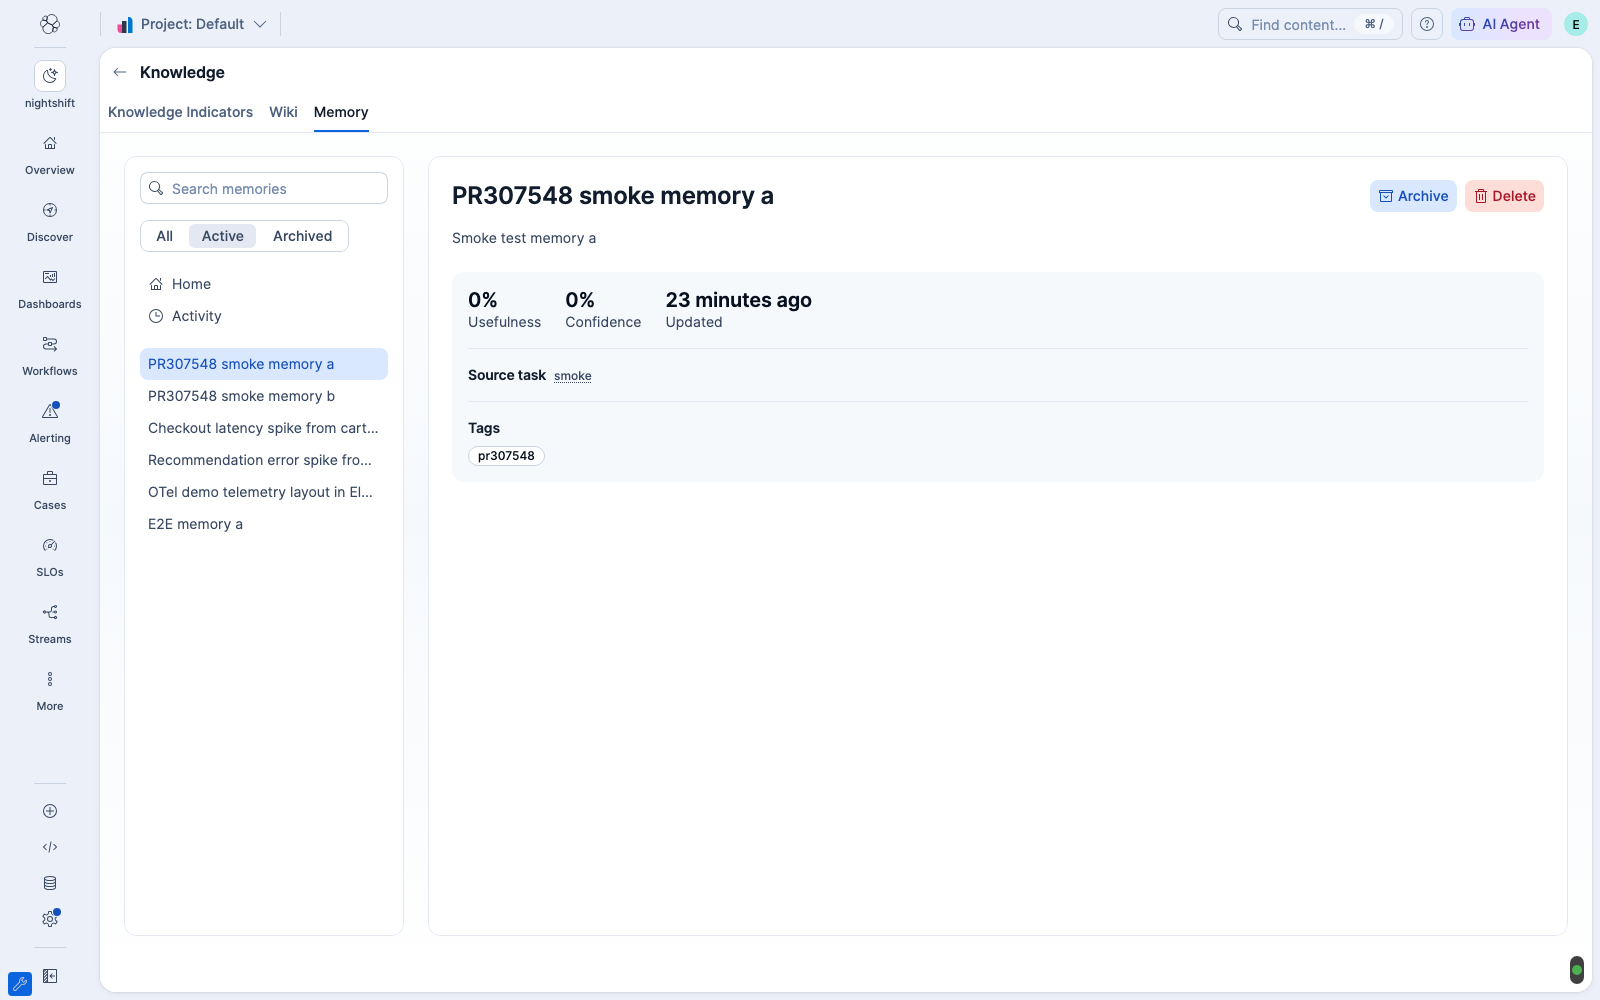 Project: Default
Find content...
⌘ /
AI Agent
E
nightshift
Overview
Discover
Dashboards
Workflows
Alerting
Cases
SLOs
Streams
More
Knowledge
Knowledge Indicators
Wiki
Memory
Search memories
All
Active
Archived
Home
Activity
PR307548 smoke memory a
PR307548 smoke memory b
Checkout latency spike from cart...
Recommendation error spike fro...
OTel demo telemetry layout in El...
E2E memory a
PR307548 smoke memory a
Archive
Delete
Smoke test memory a
0%
Usefulness
0%
Confidence
23 minutes ago
Updated
Source task smoke
Tags
pr307548